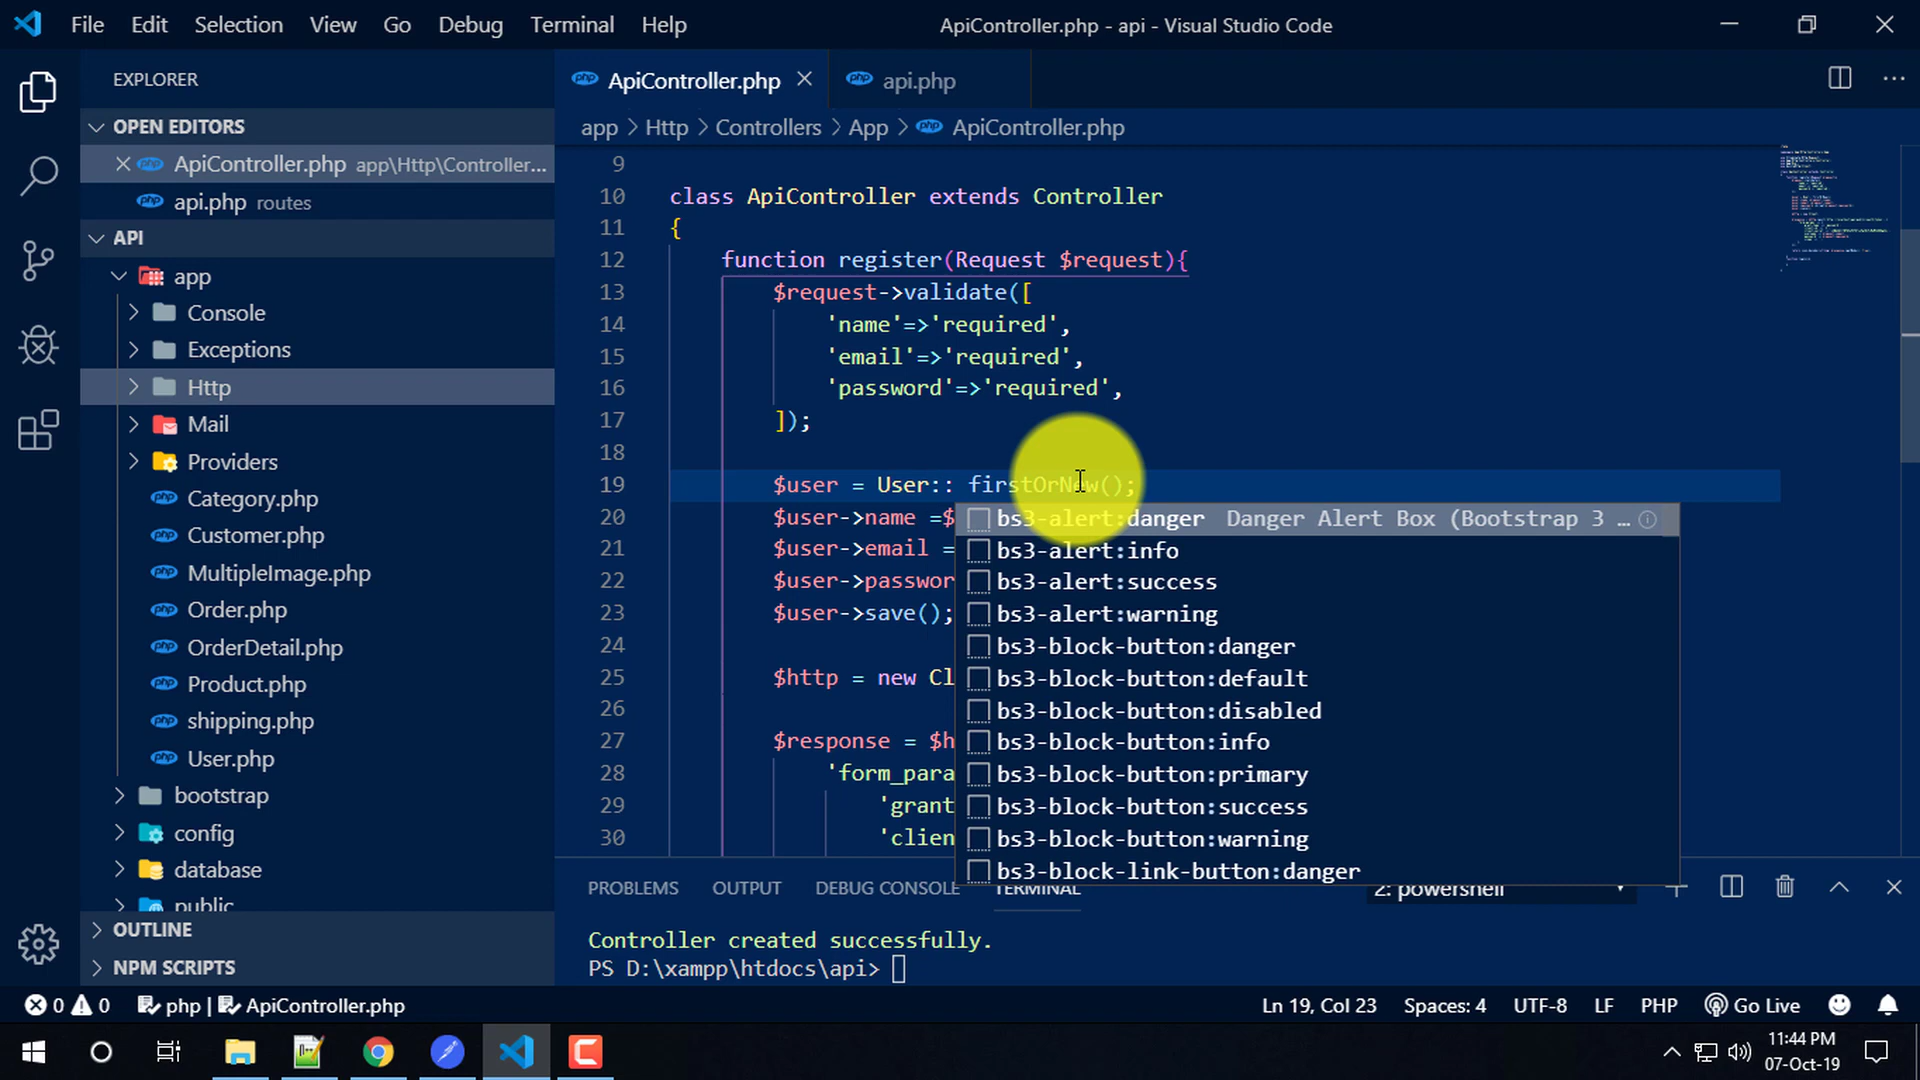 File Edit Selection View Go Debug Terminal Help
ApiController.php - api - Visual Studio Code
EXPLORER
OPEN EDITORS
ApiController.php app\Http\Controller...
api.php routes
API
app
Console
Exceptions
Http
Mail
Providers
Category.php
Customer.php
MultipleImage.php
Order.php
OrderDetail.php
Product.php
shipping.php
User.php
bootstrap
config
database
public
OUTLINE
NPM SCRIPTS
ApiController.php
api.php
app > Http > Controllers > App > ApiController.php
9
10 class ApiController extends Controller
11 {
12 function register(Request $request){
13 $request->validate([
14 'name'=>'required',
15 'email'=>'required',
16 'password'=>'required',
17 ]);
18
19 $user = User:: firstOrNew();
20 $user->name =$
21 $user->email =
22 $user->passwor
23 $user->save();
24
25 $http = new Cl
26
27 $response = $h
28 'form_para
29 'grant
30 'clien
bs3-alert:danger Danger Alert Box (Bootstrap 3 …
bs3-alert:info
bs3-alert:success
bs3-alert:warning
bs3-block-button:danger
bs3-block-button:default
bs3-block-button:disabled
bs3-block-button:info
bs3-block-button:primary
bs3-block-button:success
bs3-block-button:warning
bs3-block-link-button:danger
PROBLEMS OUTPUT DEBUG CONSOLE TERMINAL
2: powershell
Controller created successfully.
PS D:\xampp\htdocs\api>
0 0 php | ApiController.php
Ln 19, Col 23 Spaces: 4 UTF-8 LF PHP Go Live
11:44 PM
07-Oct-19